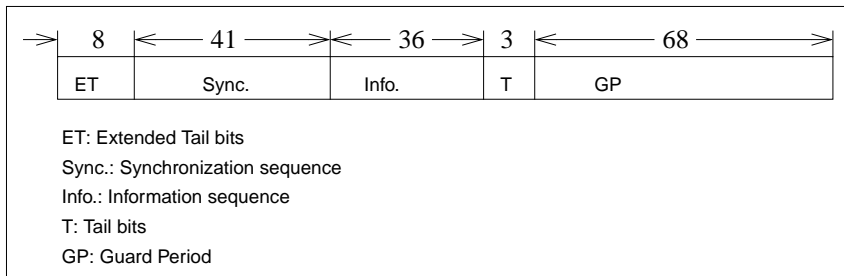 8 41 36 3 68
ET Sync. Info. T GP
ET: Extended Tail bits
Sync.: Synchronization sequence
Info.: Information sequence
T: Tail bits
GP: Guard Period